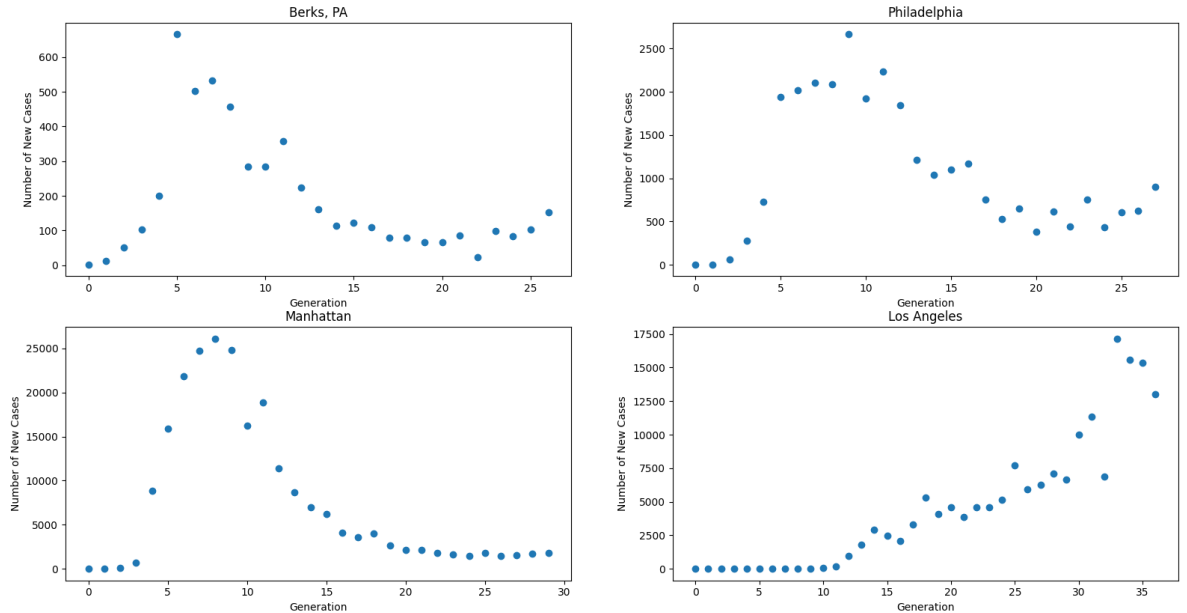 Berks, PA
Number of New Cases
600
500
400
300
200
100
0
0 5 10 15 20 25
Generation
Philadelphia
Number of New Cases
2500
2000
1500
1000
500
0
0 5 10 15 20 25
Generation
Manhattan
Number of New Cases
25000
20000
15000
10000
5000
0
0 5 10 15 20 25 30
Generation
Los Angeles
Number of New Cases
17500
15000
12500
10000
7500
5000
2500
0
0 5 10 15 20 25 30 35
Generation